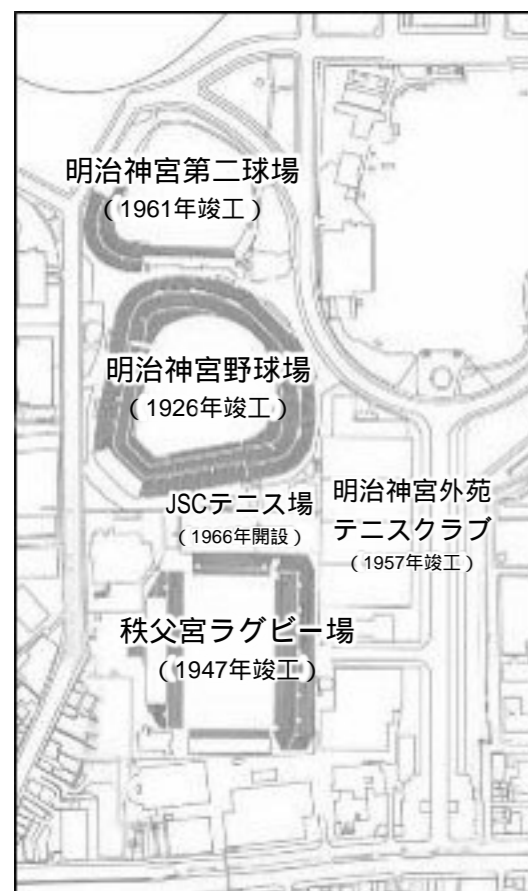 明治神宮第二球場
（1961年竣工）
明治神宮野球場
（1926年竣工）
JSCテニス場
（1966年開設）
明治神宮外苑
テニスクラブ
（1957年竣工）
秩父宮ラグビー場
（1947年竣工）